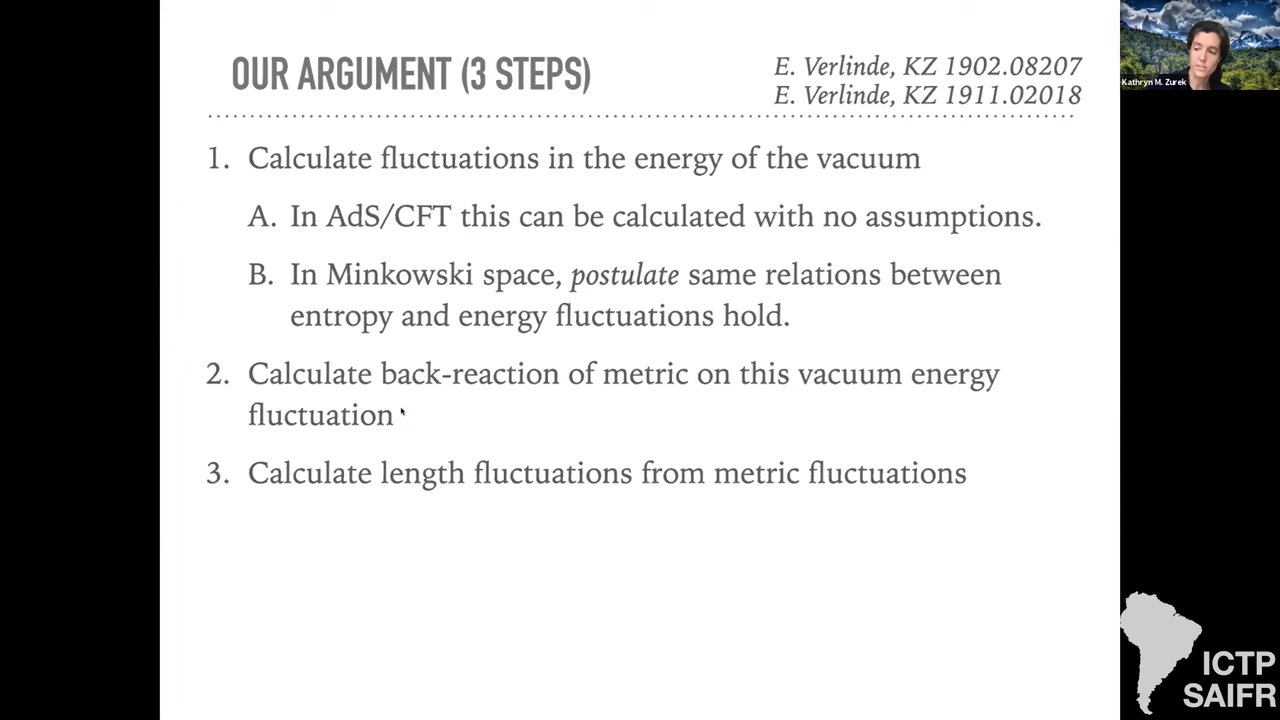 OUR ARGUMENT (3 STEPS)
E. Verlinde, KZ 1902.08207
E. Verlinde, KZ 1911.02018
1. Calculate fluctuations in the energy of the vacuum
A. In AdS/CFT this can be calculated with no assumptions.
B. In Minkowski space, postulate same relations between
entropy and energy fluctuations hold.
2. Calculate back-reaction of metric on this vacuum energy
fluctuation
3. Calculate length fluctuations from metric fluctuations
Kathryn M. Zurek
ICTP
SAIFR